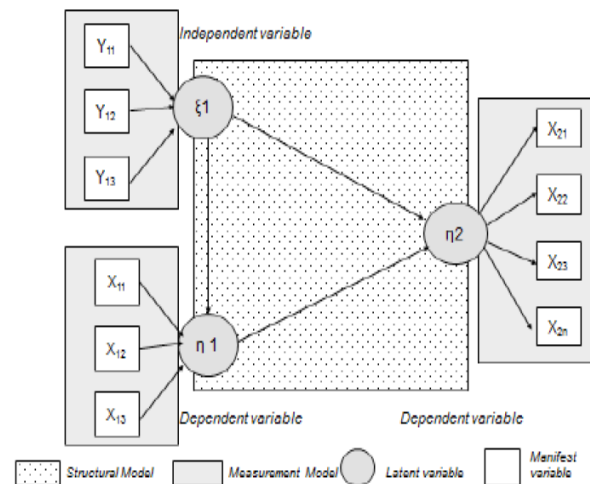 Independent variable
Y11
Y12
Y13
ξ1
X11
X12
X13
η 1
η2
X21
X22
X23
X2n
Dependent variable
Dependent variable
Structural Model
Measurement Model
Latent variable
Manifest
variable